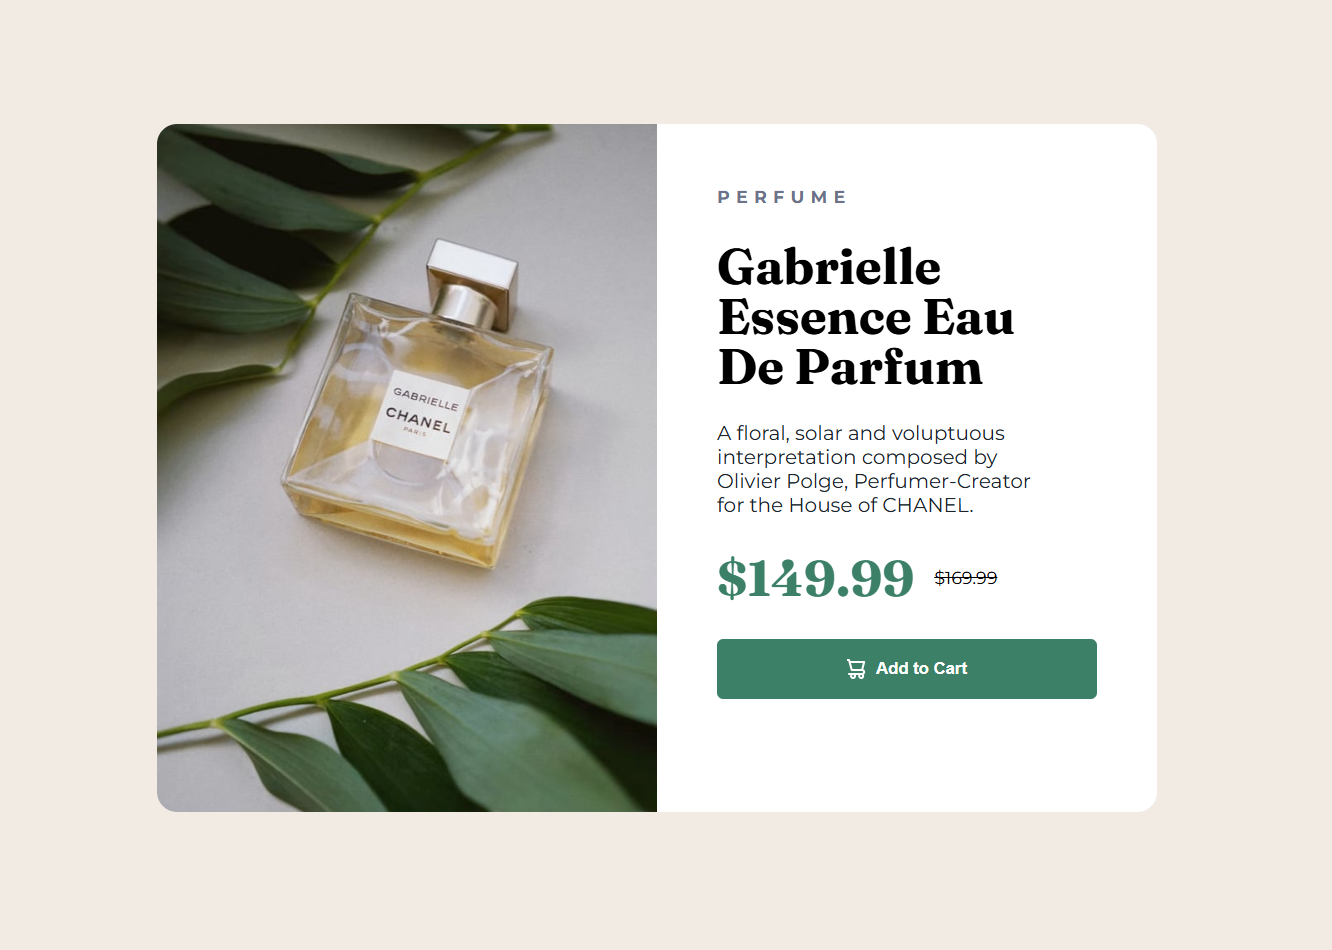 GABRIELLE
CHANEL
PARIS
PERFUME
Gabrielle
Essence Eau
De Parfum
A floral, solar and voluptuous
interpretation composed by
Olivier Polge, Perfumer-Creator
for the House of CHANEL.
$149.99 $169.99
Add to Cart